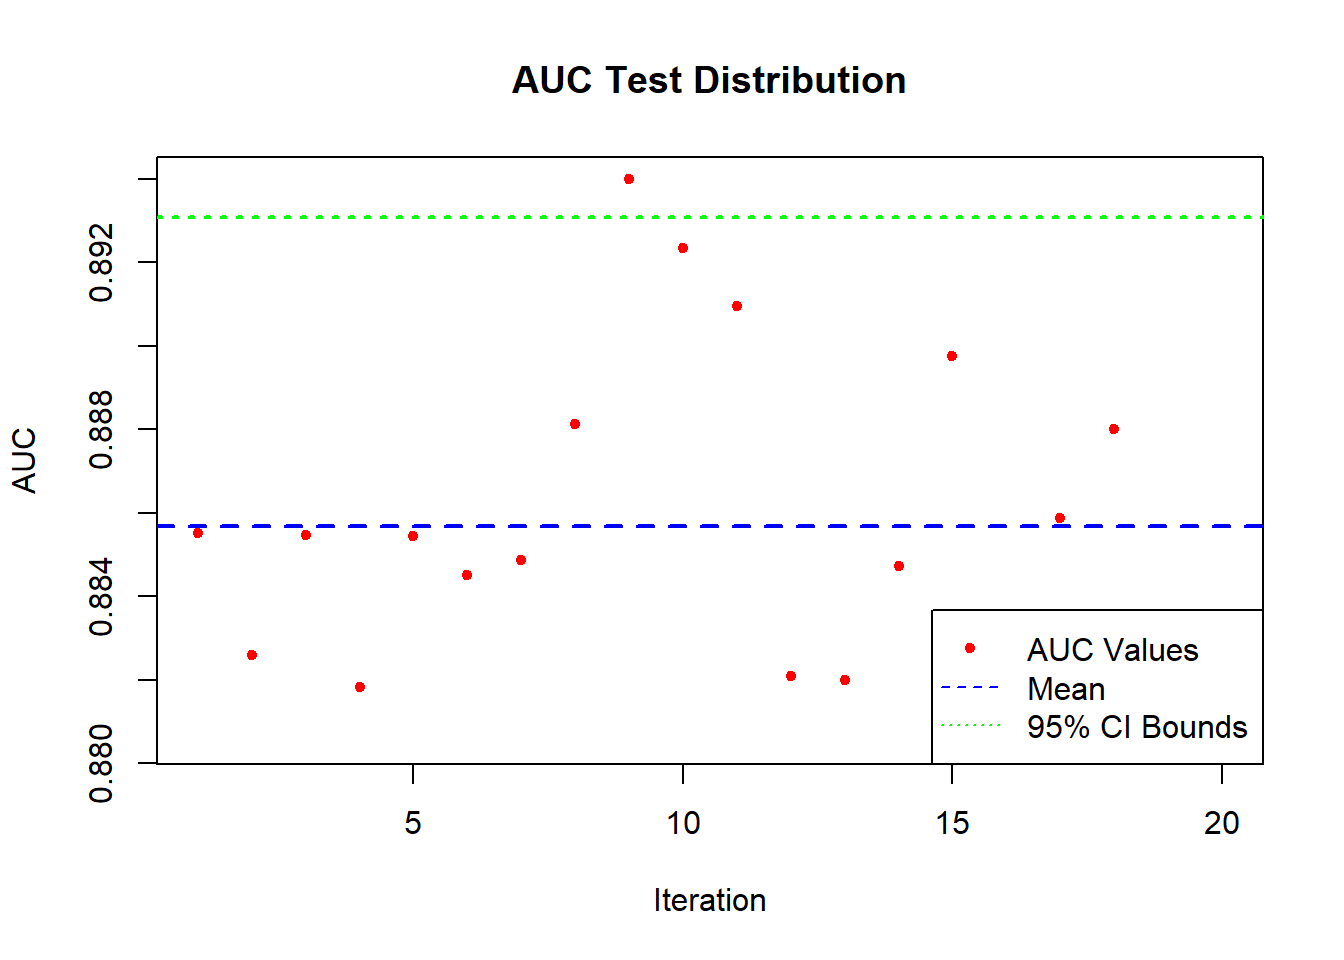 AUC Test Distribution
AUC
0.892
0.888
0.884
0.880
AUC Values
Mean
95% CI Bounds
5 10 15 20
Iteration